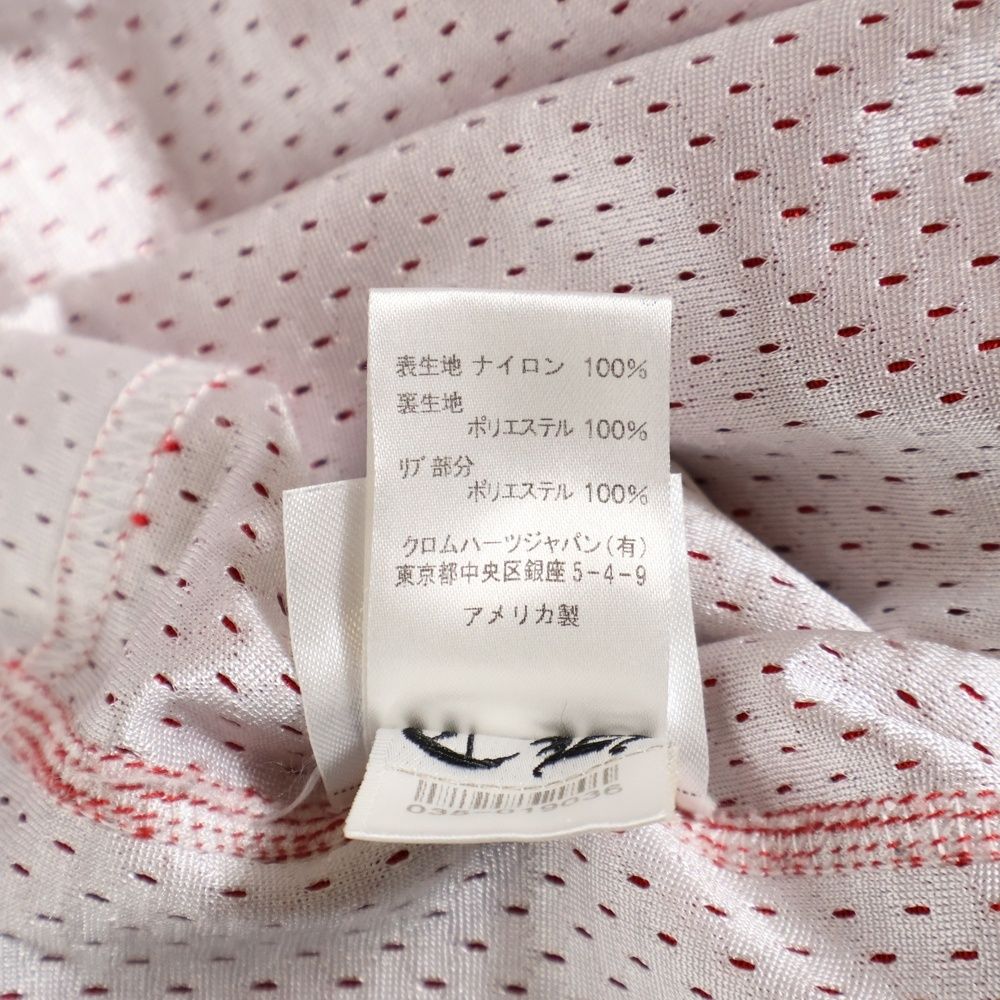 表生地 ナイロン 100%
裏生地
ポリエステル 100%
リブ 部分
ポリエステル 100%
クロムハーツジャパン(有)
東京都中央区銀座5-4-9
アメリカ製
035-019026